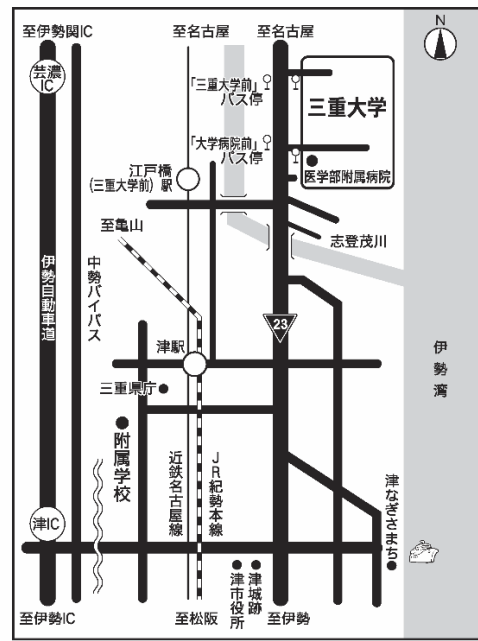 至伊勢関IC
至名古屋
至名古屋
N
芸濃
IC
「三重大学前」
バス停
三重大学
「大学病院前」
バス停
江戸橋
(三重大学前)駅
医学部附属病院
至亀山
志登茂川
伊勢自動車道
中勢バイパス
23
津駅
伊勢湾
三重県庁
附属学校
近鉄名古屋線
JR紀勢本線
津なぎさまち
津IC
津市役所
津城跡
至伊勢IC
至松阪
至伊勢